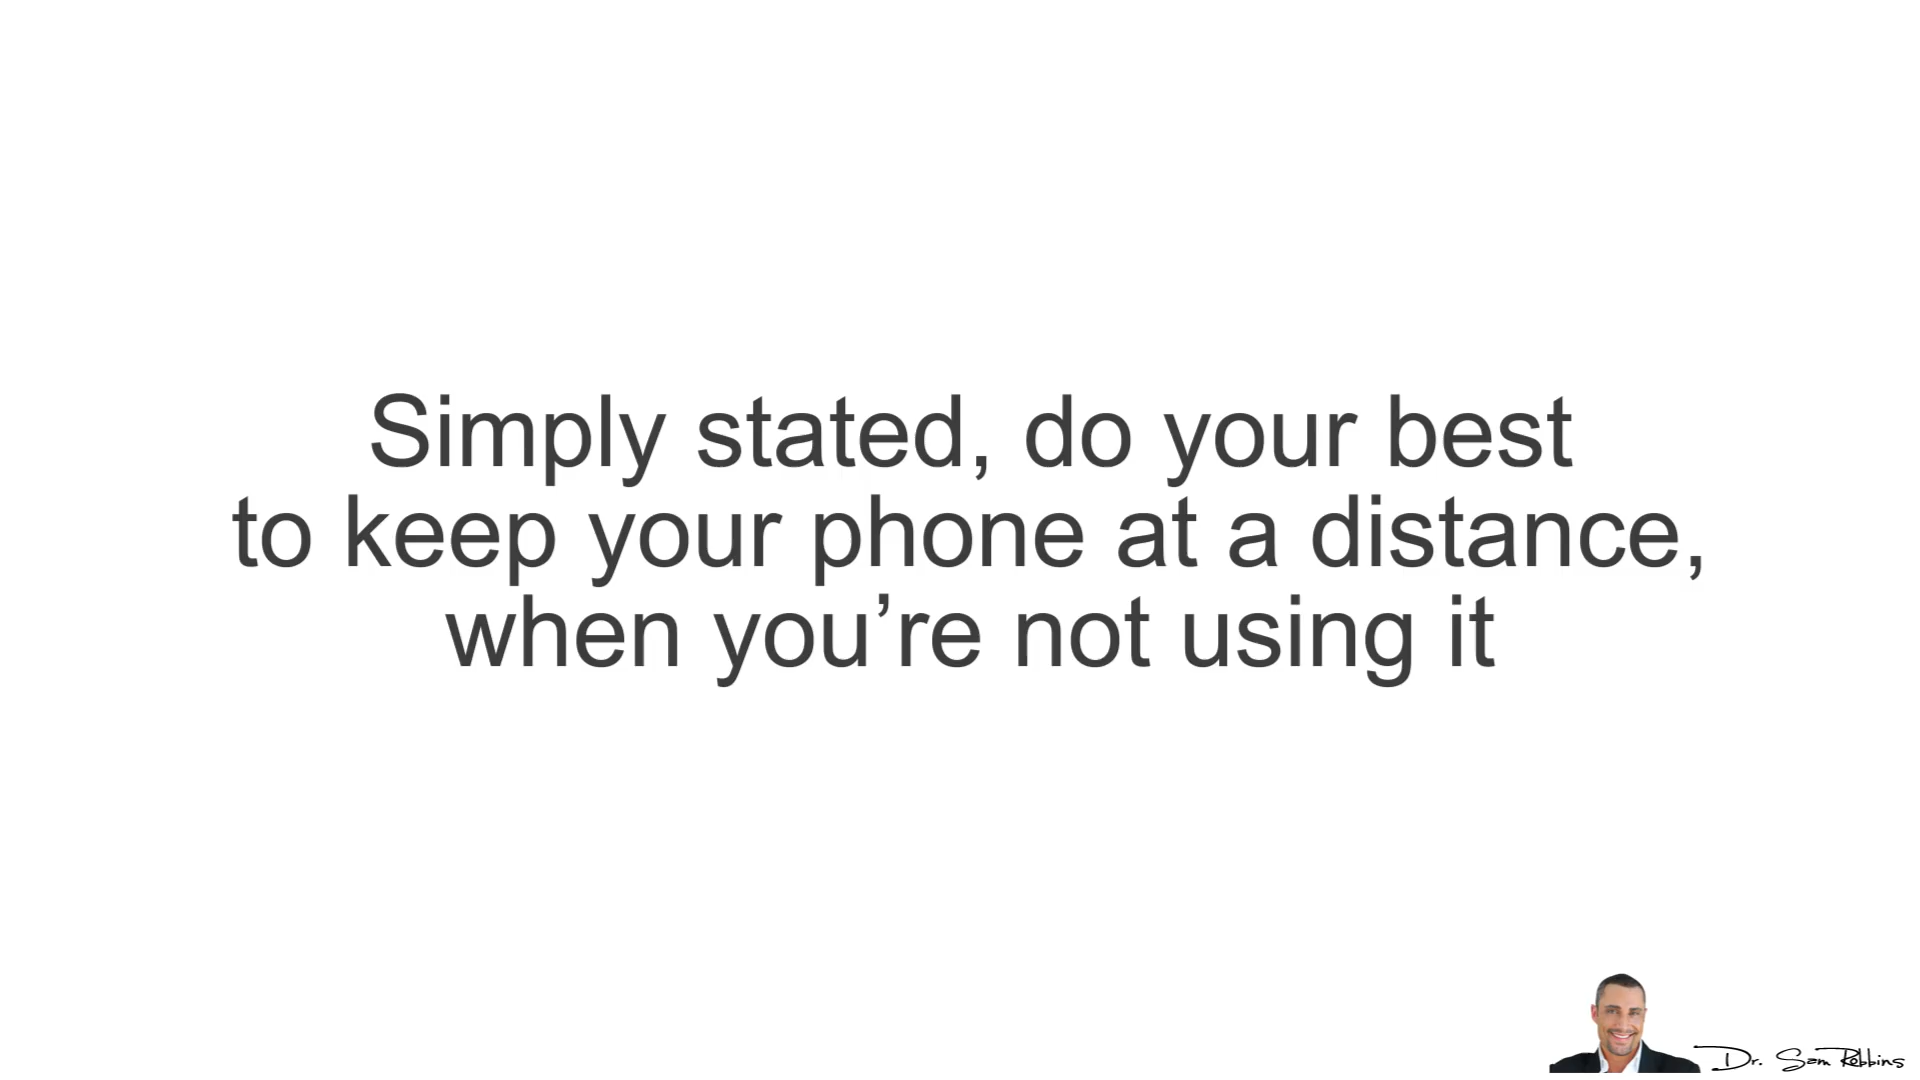 Simply stated, do your best
to keep your phone at a distance,
when you’re not using it
Dr. Sam Robbins